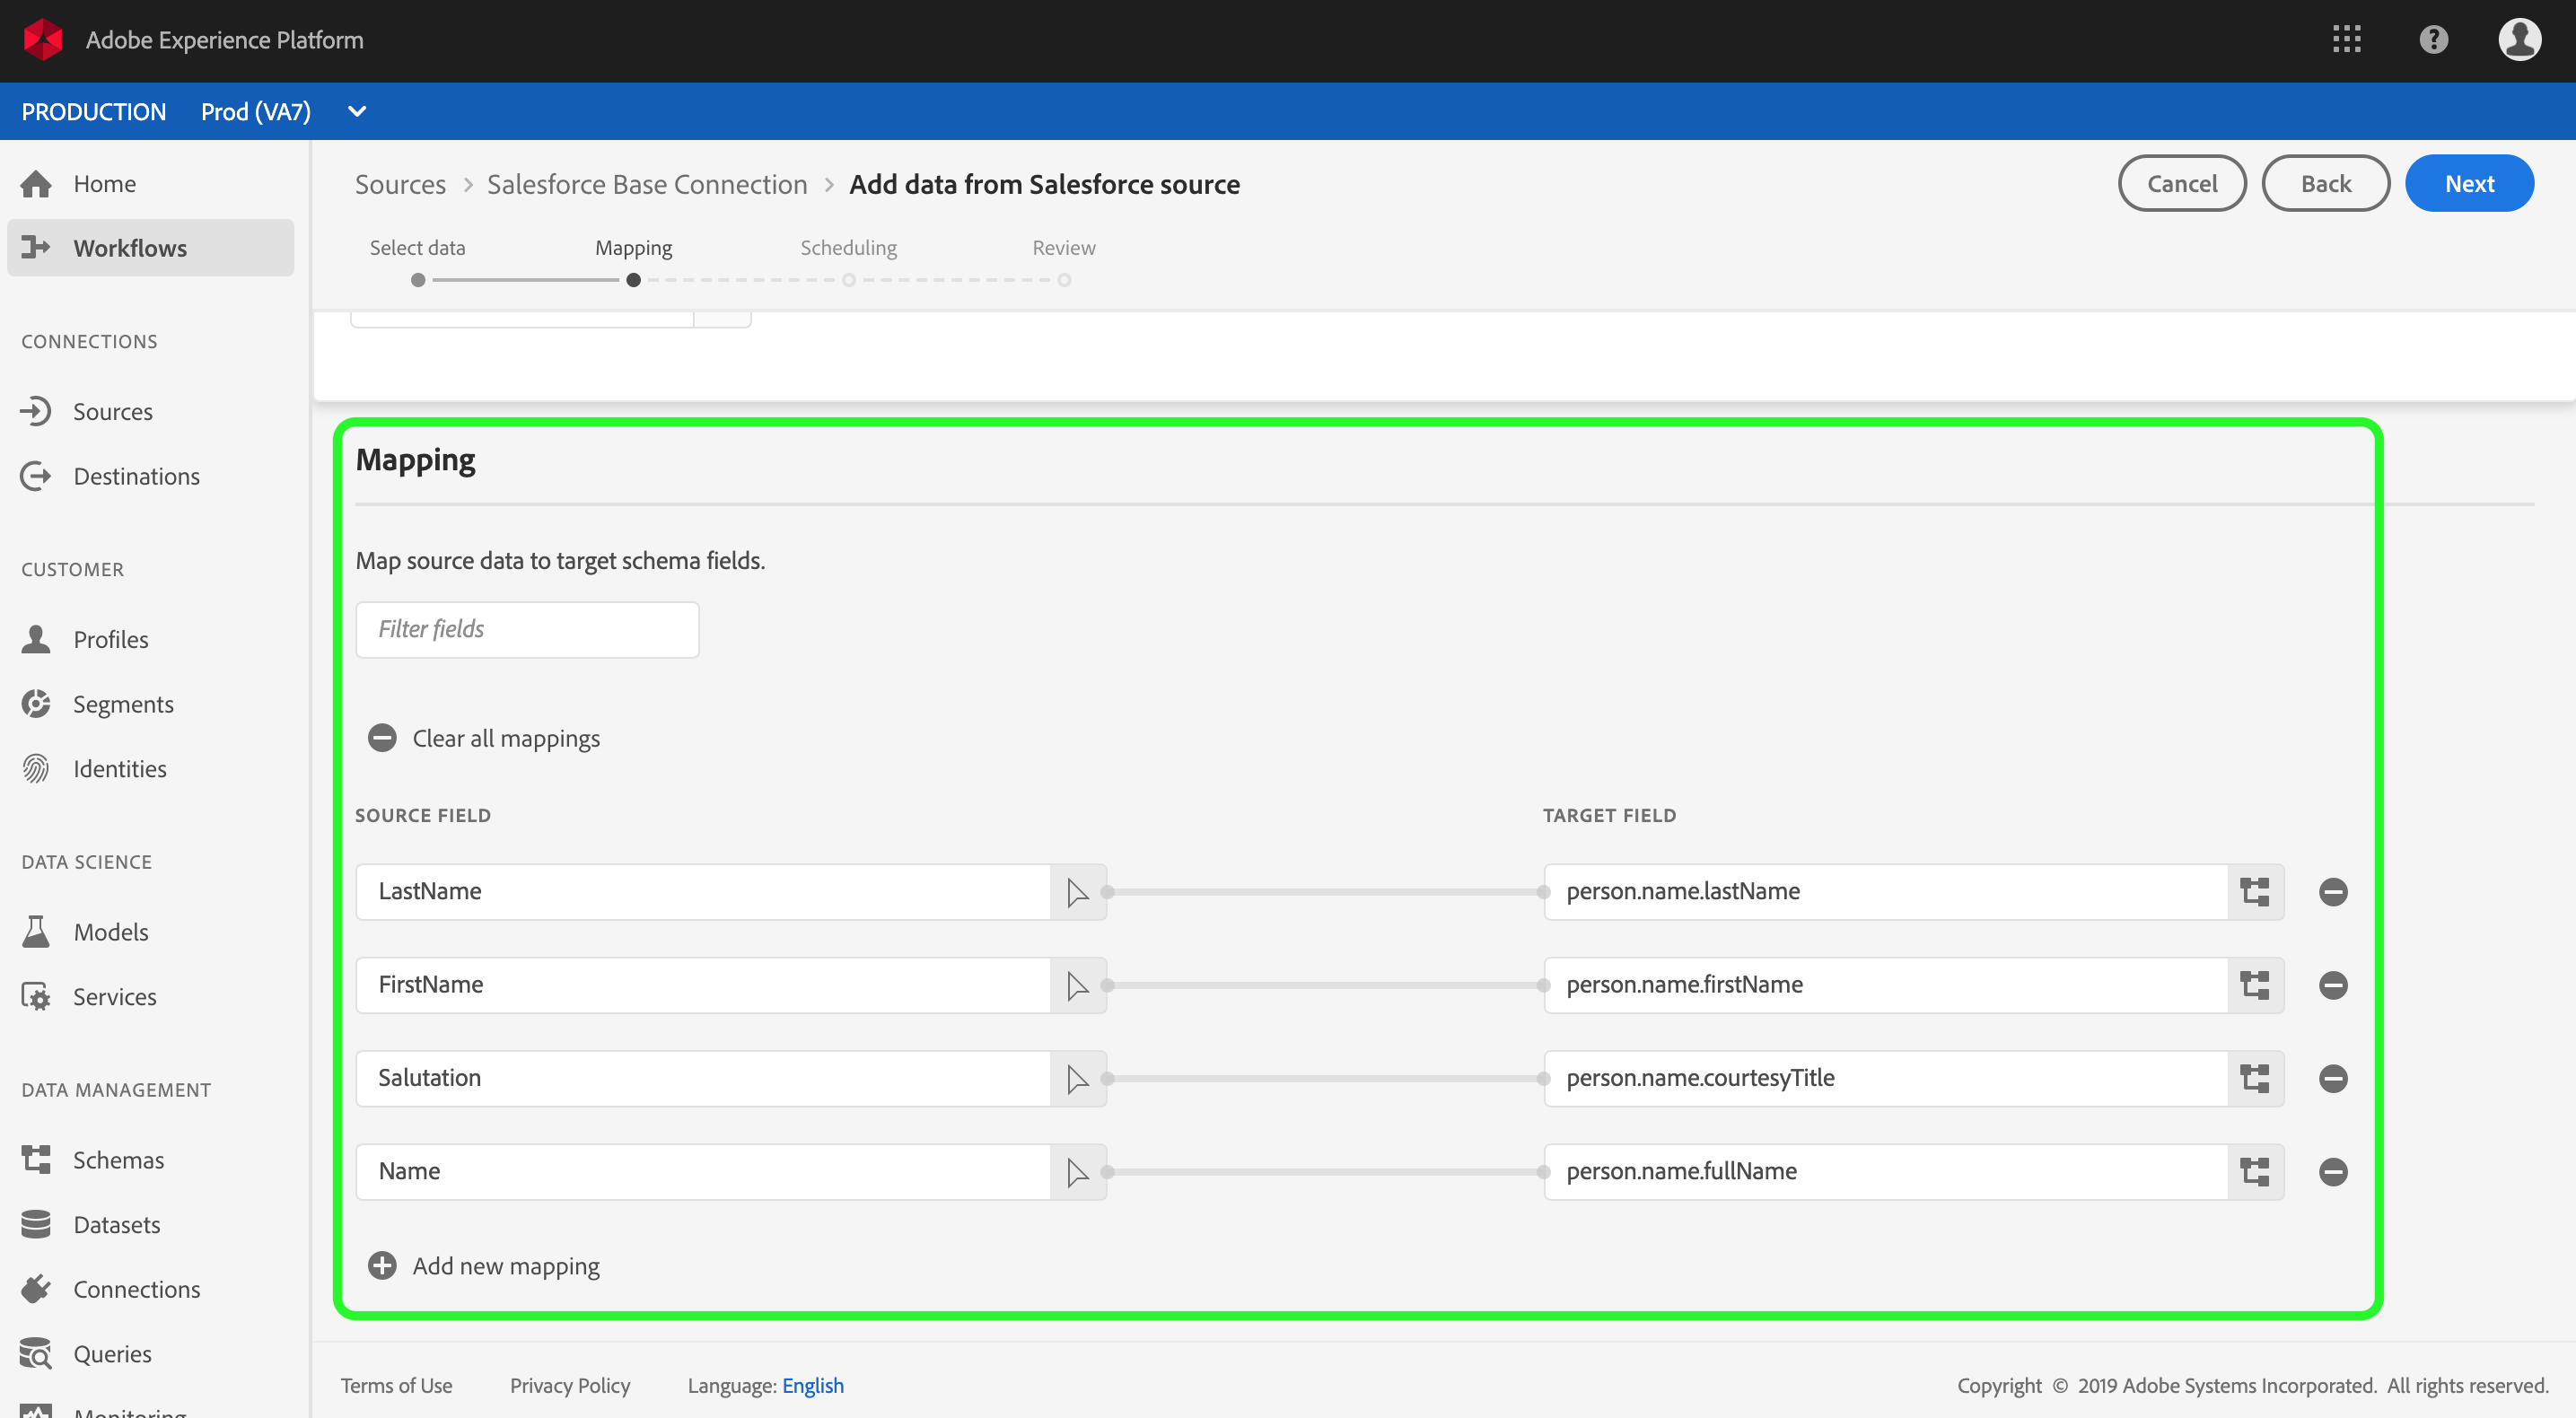 Adobe Experience Platform
?
PRODUCTION Prod (VA7)
Home
Workflows
CONNECTIONS
Sources
Destinations
CUSTOMER
Profiles
Segments
Identities
DATA SCIENCE
Models
Services
DATA MANAGEMENT
Schemas
Datasets
Connections
Queries
Monitoring
Sources > Salesforce Base Connection > Add data from Salesforce source
Cancel Back Next
Select data Mapping Scheduling Review
Mapping
Map source data to target schema fields.
Filter fields
Clear all mappings
SOURCE FIELD TARGET FIELD
LastName person.name.lastName
FirstName person.name.firstName
Salutation person.name.courtesyTitle
Name person.name.fullName
Add new mapping
Terms of Use Privacy Policy Language: English Copyright © 2019 Adobe Systems Incorporated. All rights reserved.